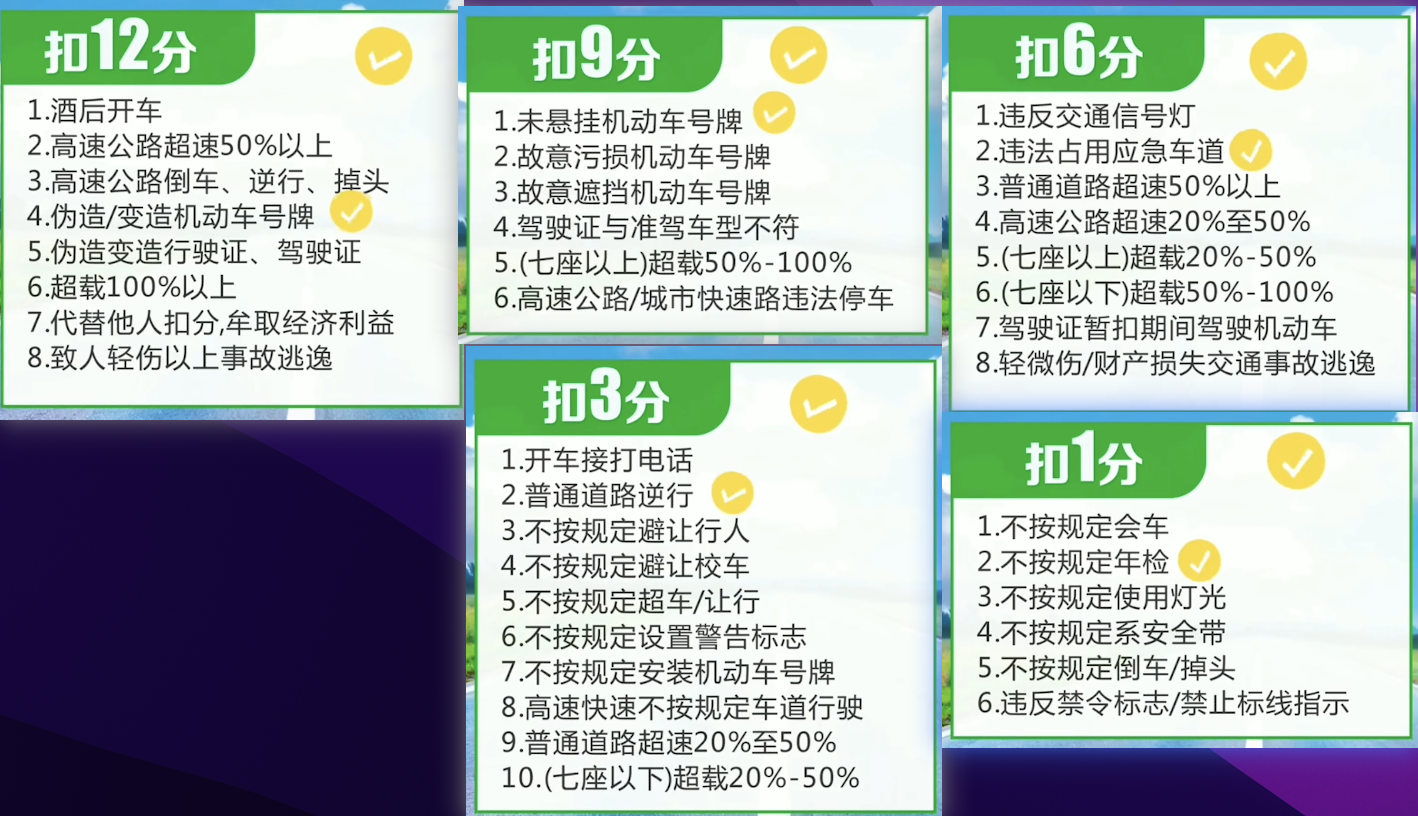 扣12分
1.酒后开车
2.高速公路超速50%以上
3.高速公路倒车、逆行、掉头
4.伪造/变造机动车号牌
5.伪造变造行驶证、驾驶证
6.超载100%以上
7.代替他人扣分,牟取经济利益
8.致人轻伤以上事故逃逸
扣9分
1.未悬挂机动车号牌
2.故意污损机动车号牌
3.故意遮挡机动车号牌
4.驾驶证与准驾车型不符
5.(七座以上)超载50%-100%
6.高速公路/城市快速路违法停车
扣6分
1.违反交通信号灯
2.违法占用应急车道
3.普通道路超速50%以上
4.高速公路超速20%至50%
5.(七座以上)超载20%-50%
6.(七座以下)超载50%-100%
7.驾驶证暂扣期间驾驶机动车
8.轻微伤/财产损失交通事故逃逸
扣3分
1.开车接打电话
2.普通道路逆行
3.不按规定避让行人
4.不按规定避让校车
5.不按规定超车/让行
6.不按规定设置警告标志
7.不按规定安装机动车号牌
8.高速快速不按规定车道行驶
9.普通道路超速20%至50%
10.(七座以下)超载20%-50%
扣1分
1.不按规定会车
2.不按规定年检
3.不按规定使用灯光
4.不按规定系安全带
5.不按规定倒车/掉头
6.违反禁令标志/禁止标线指示